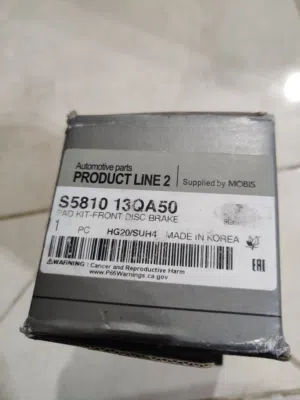 Automotive parts
PRODUCT LINE 2
Supplied by MOBIS
S5810 13QA50
PAD KIT-FRONT DISC BRAKE
1 PC HG20/SUH4 MADE IN KOREA
WARNING: Cancer and Reproductive Harm
www.P65Warnings.ca.gov
EAC